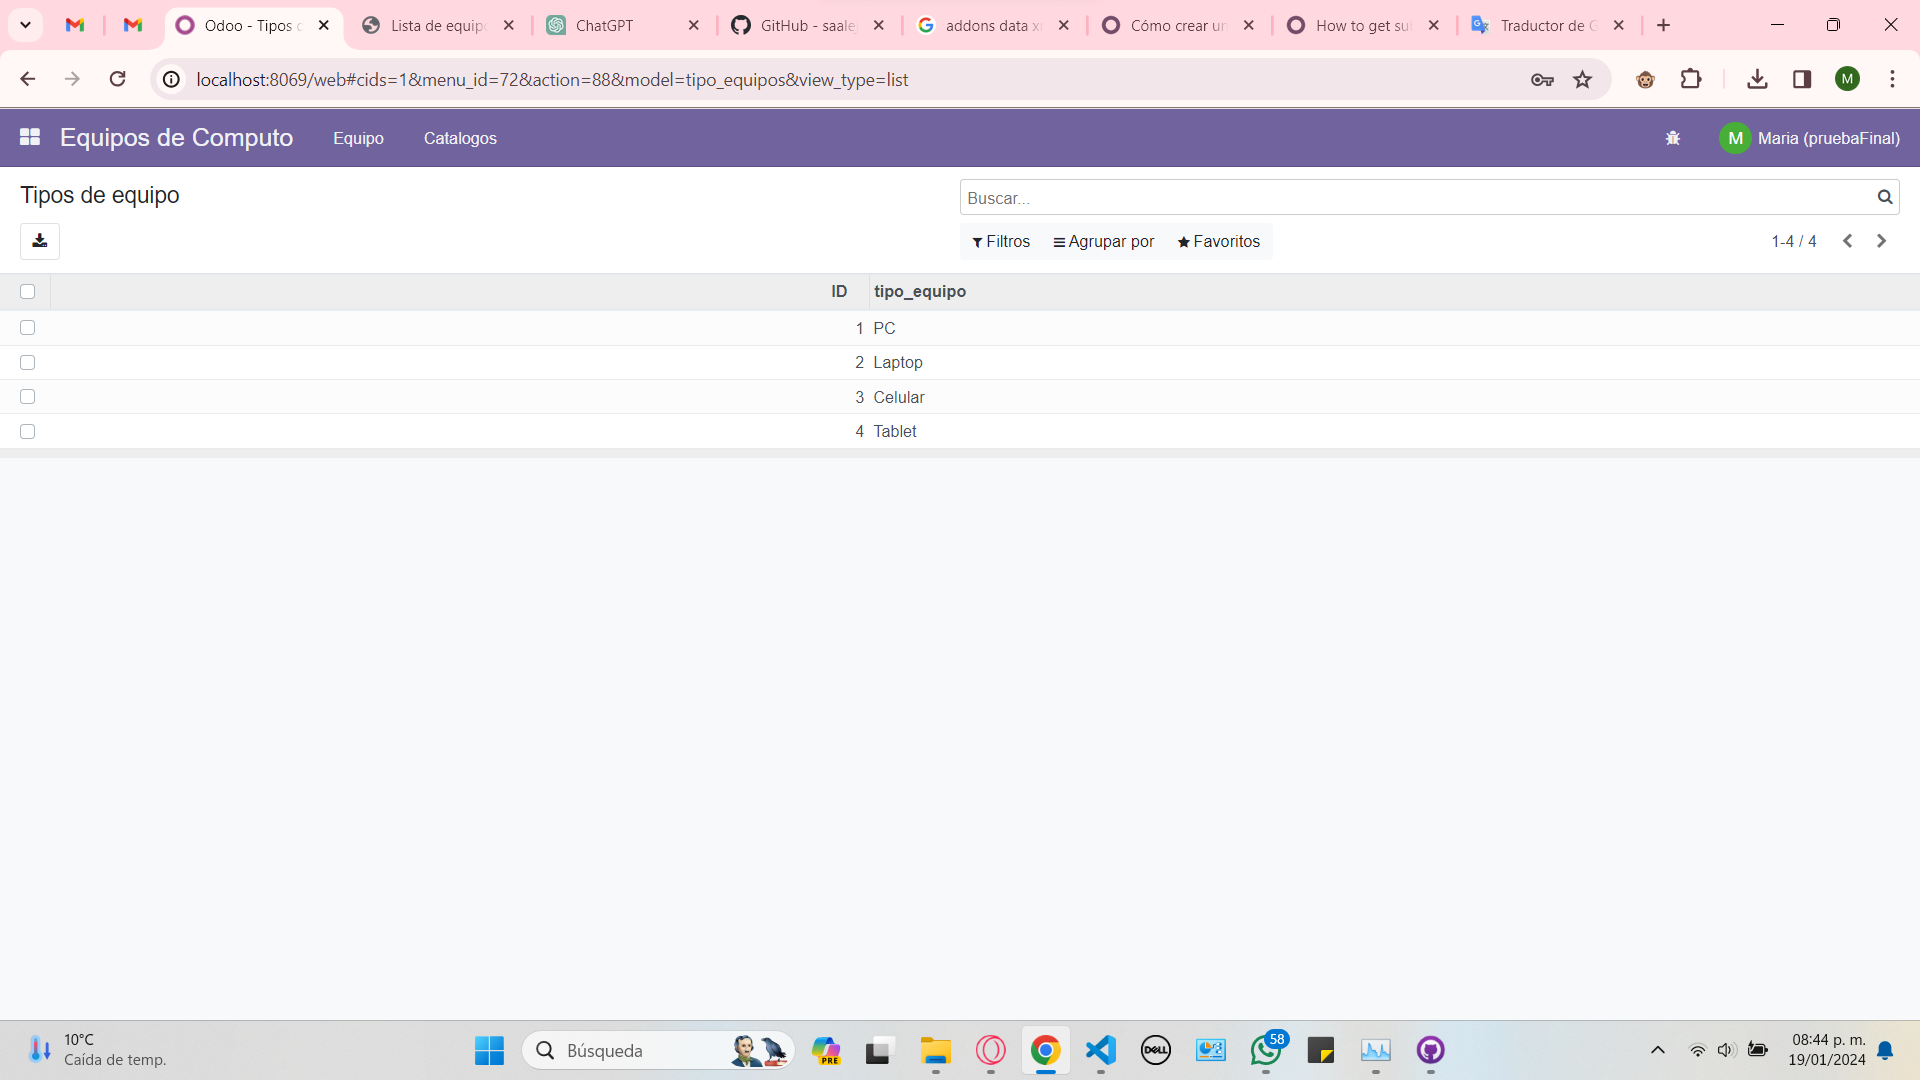 Odoo - Tipos
Lista de equip
ChatGPT
GitHub - saale
addons data x
Cómo crear un
How to get su
Traductor de G
localhost:8069/web#cids=1&menu_id=72&action=88&model=tipo_equipos&view_type=list
M
Equipos de Computo
Equipo
Catalogos
M
Maria (pruebaFinal)
Tipos de equipo
Buscar...
Filtros
Agrupar por
Favoritos
1-4 / 4
ID
tipo_equipo
1 PC
2 Laptop
3 Celular
4 Tablet
10°C
Caída de temp.
Búsqueda
PRE
DELL
58
08:44 p. m.
19/01/2024